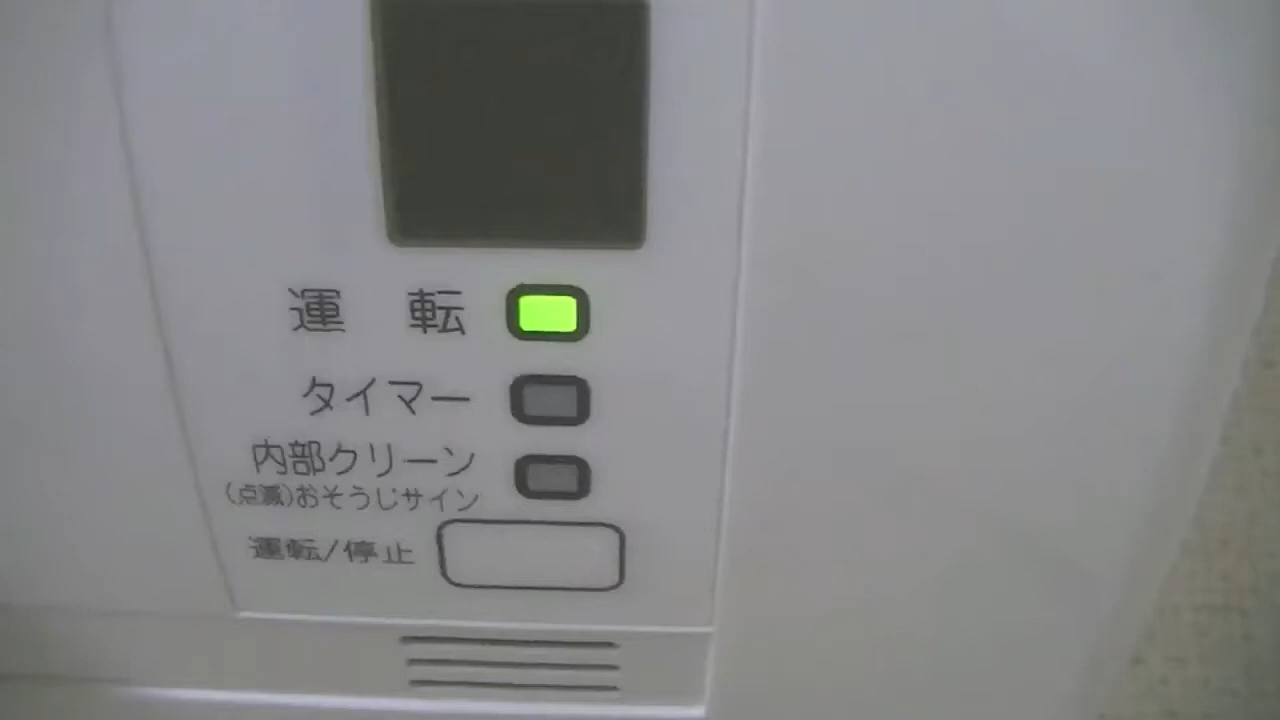 運 転
タイマー
内部クリーン
(点滅)おそうじサイン
運転/停止